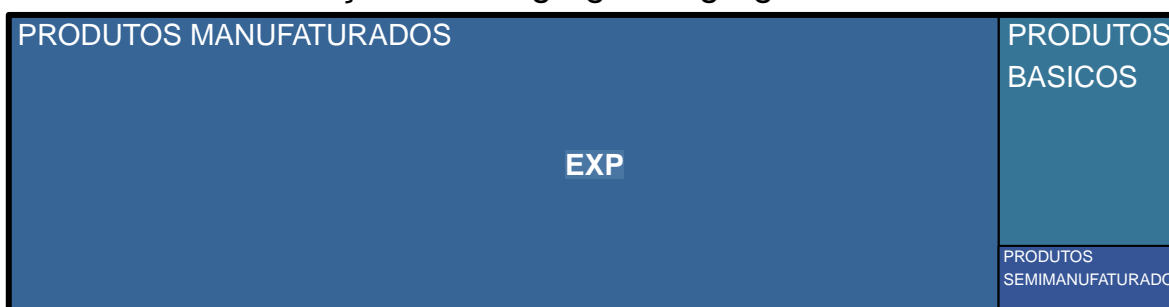 PRODUTOS MANUFATURADOS
PRODUTOS
BASICOS
EXP
PRODUTOS